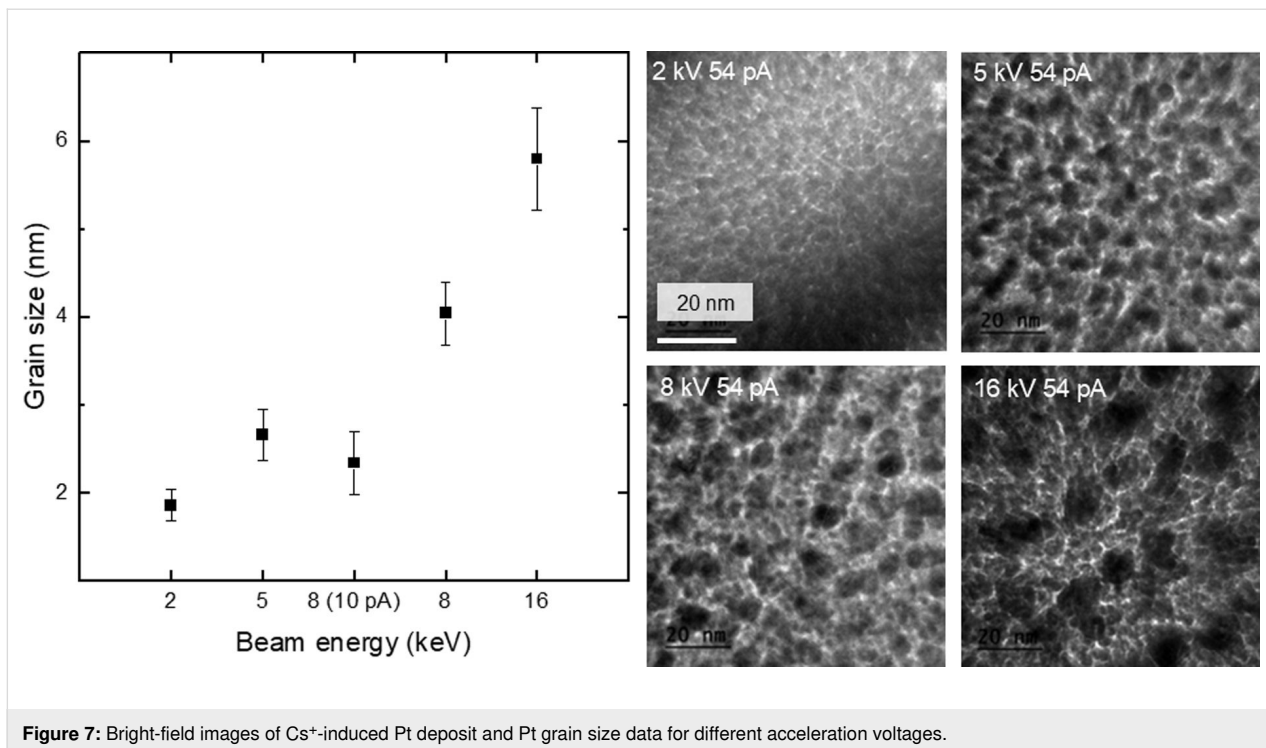 6
4
2
Grain size (nm)
2 5 8 (10 pA) 8 16
Beam energy (keV)
2 kV 54 pA
20 nm
20 nm
5 kV 54 pA
20 nm
8 kV 54 pA
20 nm
16 kV 54 pA
20 nm
Figure 7: Bright-field images of Cs⁺-induced Pt deposit and Pt grain size data for different acceleration voltages.